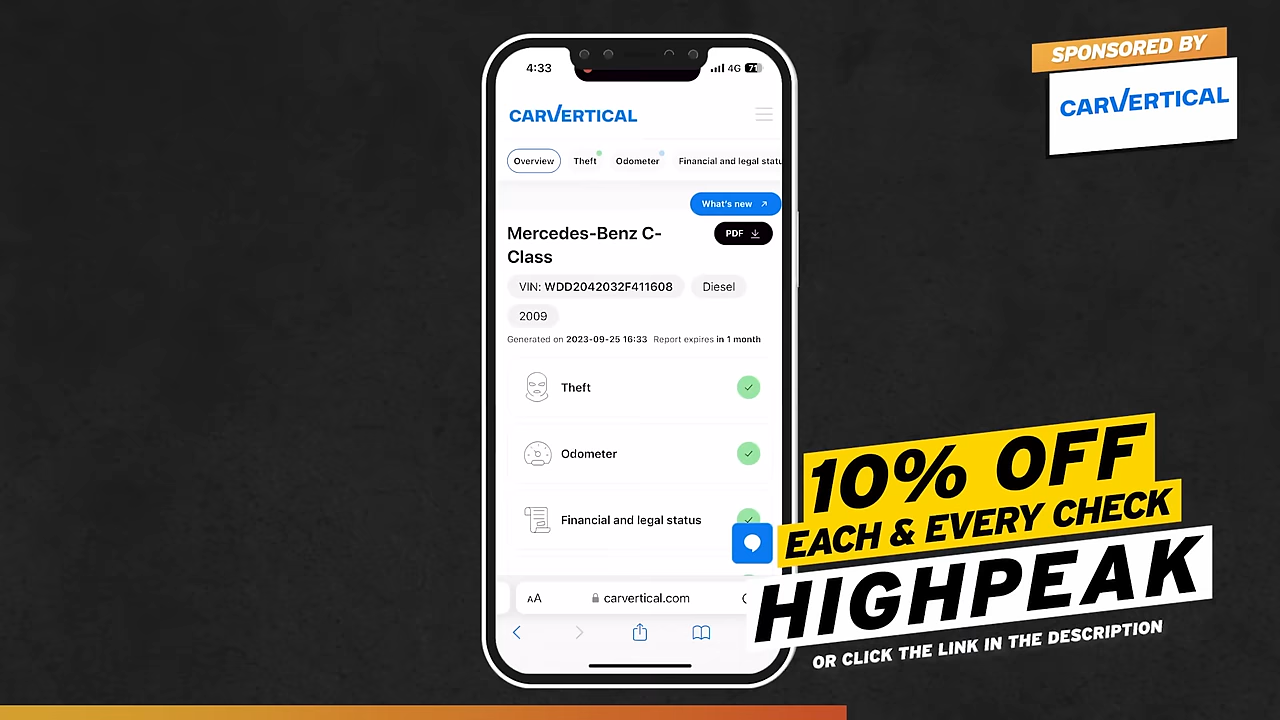 SPONSORED BY
CARVERTICAL
4:33
4G 71
CARVERTICAL
Overview Theft Odometer Financial and legal statu
What's new
Mercedes-Benz C-
PDF
Class
VIN: WDD2042032F411608 Diesel
2009
Generated on 2023-09-25 16:33 Report expires in 1 month
Theft
Odometer
Financial and legal status
AA carvertical.com
10% OFF
EACH & EVERY CHECK
HIGHPEAK
OR CLICK THE LINK IN THE DESCRIPTION